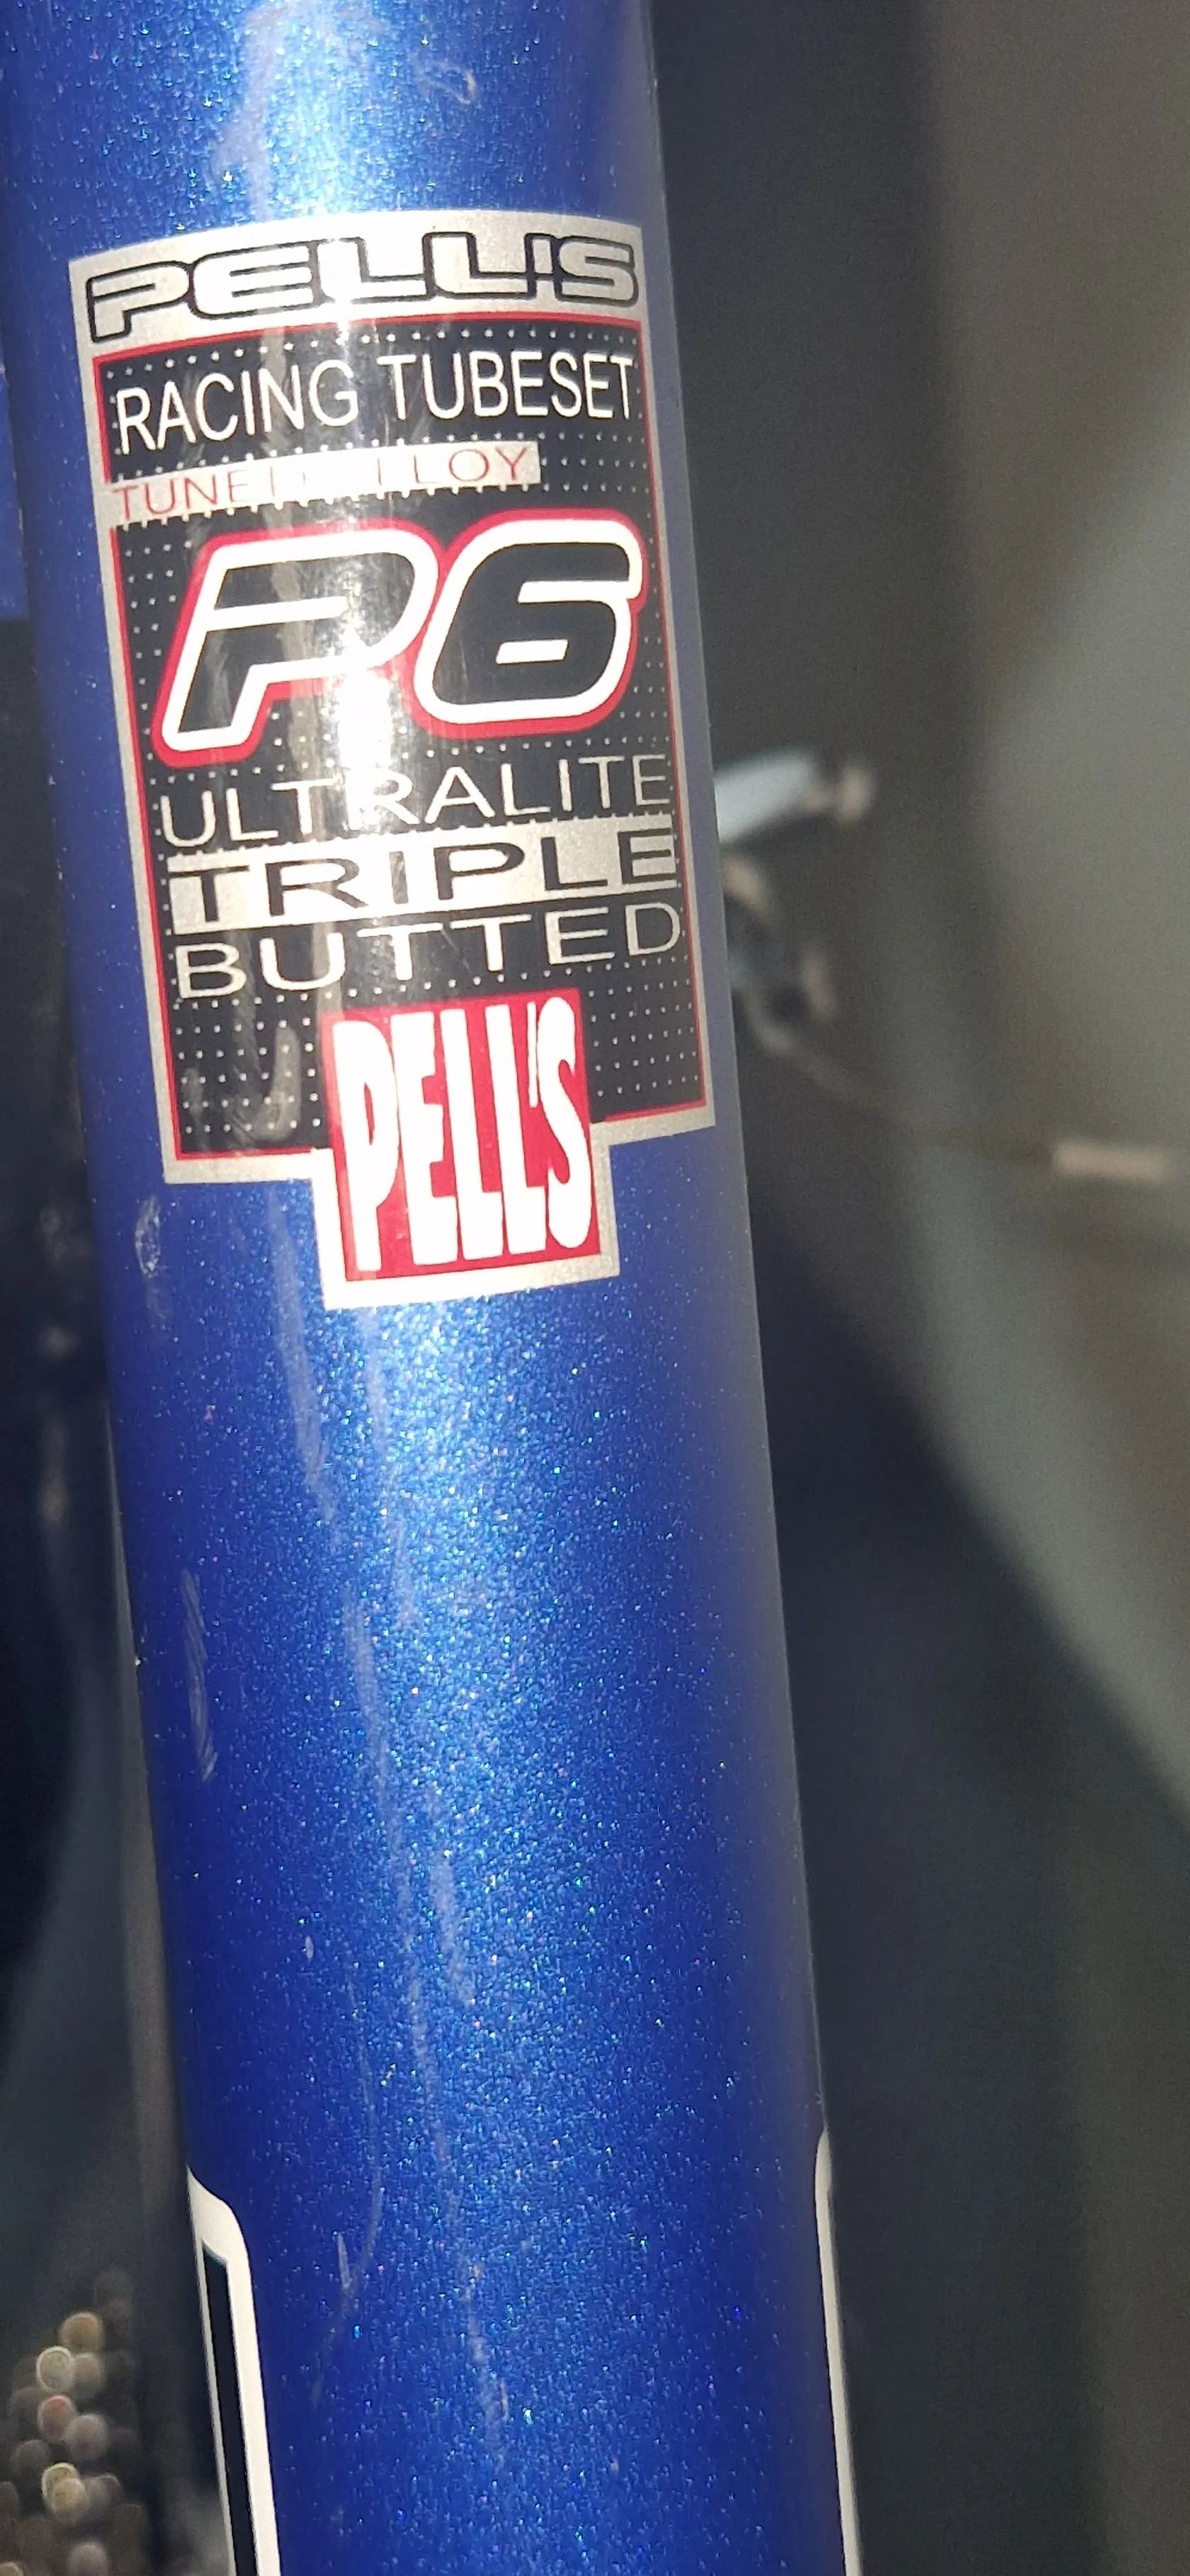 PELL'S
RACING TUBESET
P6
ULTRALITE
TRIPLE
BUTTED
PELL'S